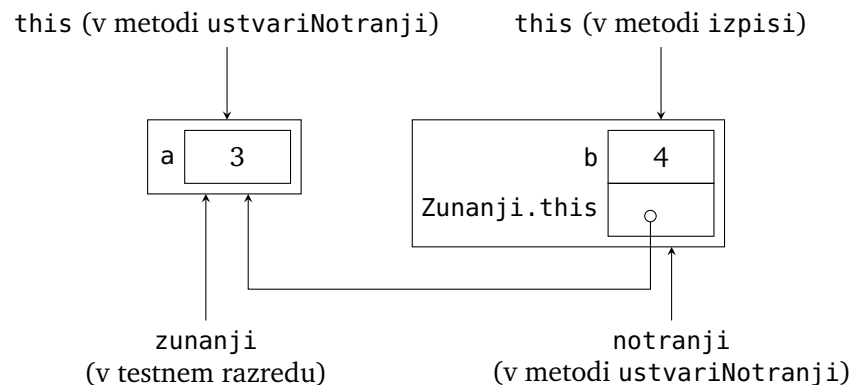 this (v metodi ustvariNotranji)
this (v metodi izpisi)
a 3
b 4
Zunanji.this
zunanji
(v testnem razredu)
notranji
(v metodi ustvariNotranji)